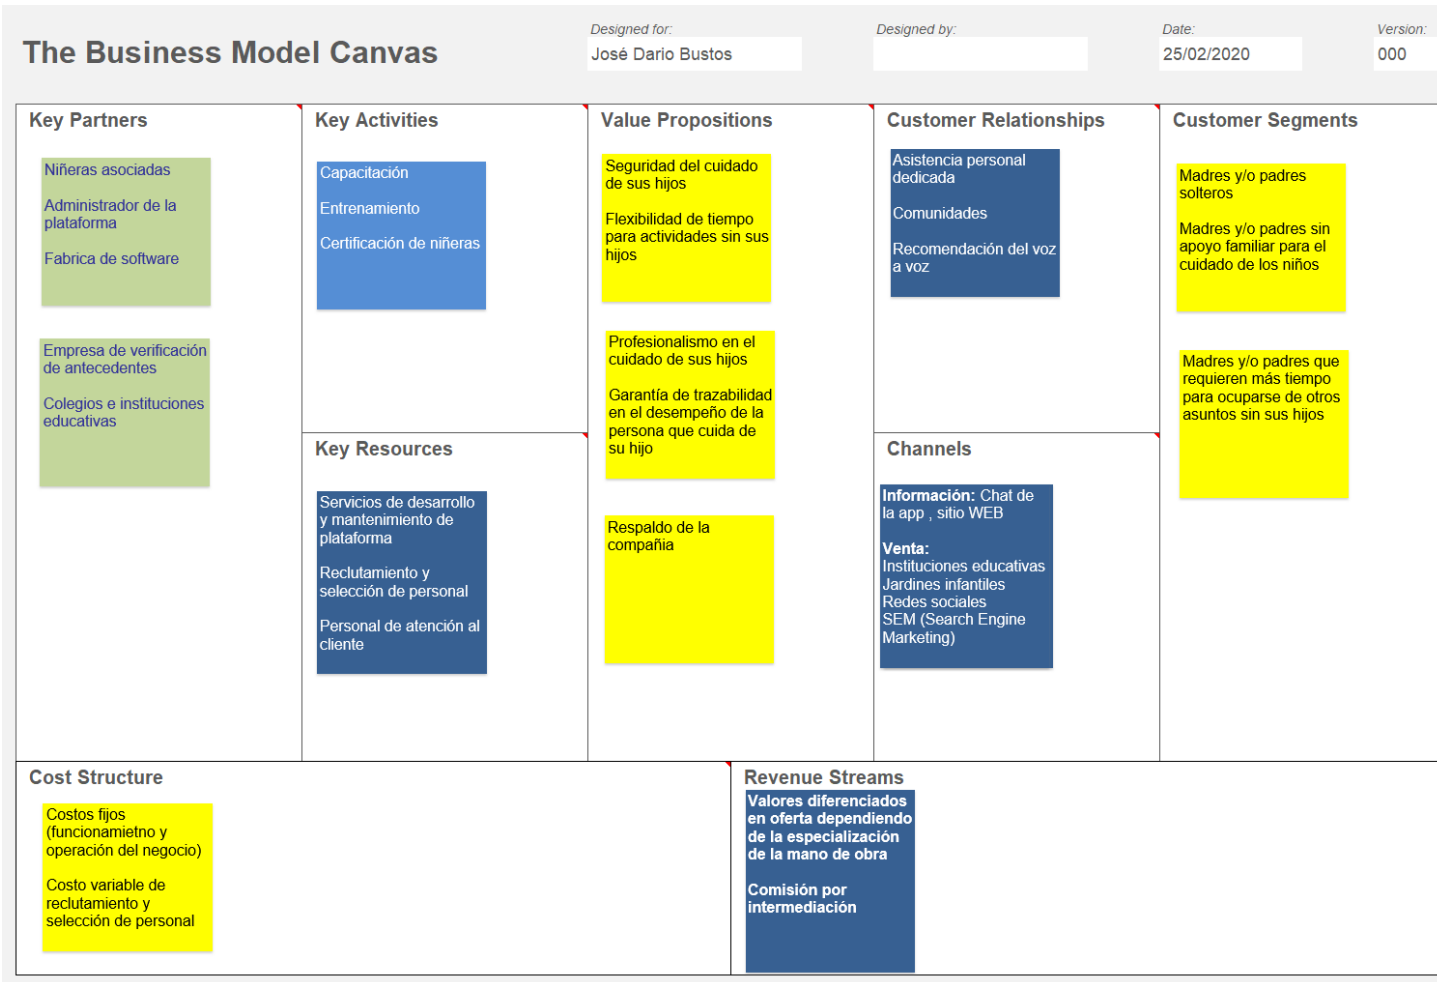 The Business Model Canvas
Designed for:
José Dario Bustos
Designed by:
Date:
25/02/2020
Version:
000
Key Partners
Niñeras asociadas
Administrador de la
plataforma
Fabrica de software
Empresa de verificación
de antecedentes
Colegios e instituciones
educativas
Key Activities
Capacitación
Entrenamiento
Certificación de niñeras
Key Resources
Servicios de desarrollo
y mantenimiento de
plataforma
Reclutamiento y
selección de personal
Personal de atención al
cliente
Value Propositions
Seguridad del cuidado
de sus hijos
Flexibilidad de tiempo
para actividades sin sus
hijos
Profesionalismo en el
cuidado de sus hijos
Garantía de trazabilidad
en el desempeño de la
persona que cuida de
su hijo
Respaldo de la
compañia
Customer Relationships
Asistencia personal
dedicada
Comunidades
Recomendación del voz
a voz
Channels
Información: Chat de
la app , sitio WEB
Venta:
Instituciones educativas
Jardines infantiles
Redes sociales
SEM (Search Engine
Marketing)
Customer Segments
Madres y/o padres
solteros
Madres y/o padres sin
apoyo familiar para el
cuidado de los niños
Madres y/o padres que
requieren más tiempo
para ocuparse de otros
asuntos sin sus hijos
Cost Structure
Costos fijos
(funcionamietno y
operación del negocio)
Costo variable de
reclutamiento y
selección de personal
Revenue Streams
Valores diferenciados
en oferta dependiendo
de la especialización
de la mano de obra
Comisión por
intermediación